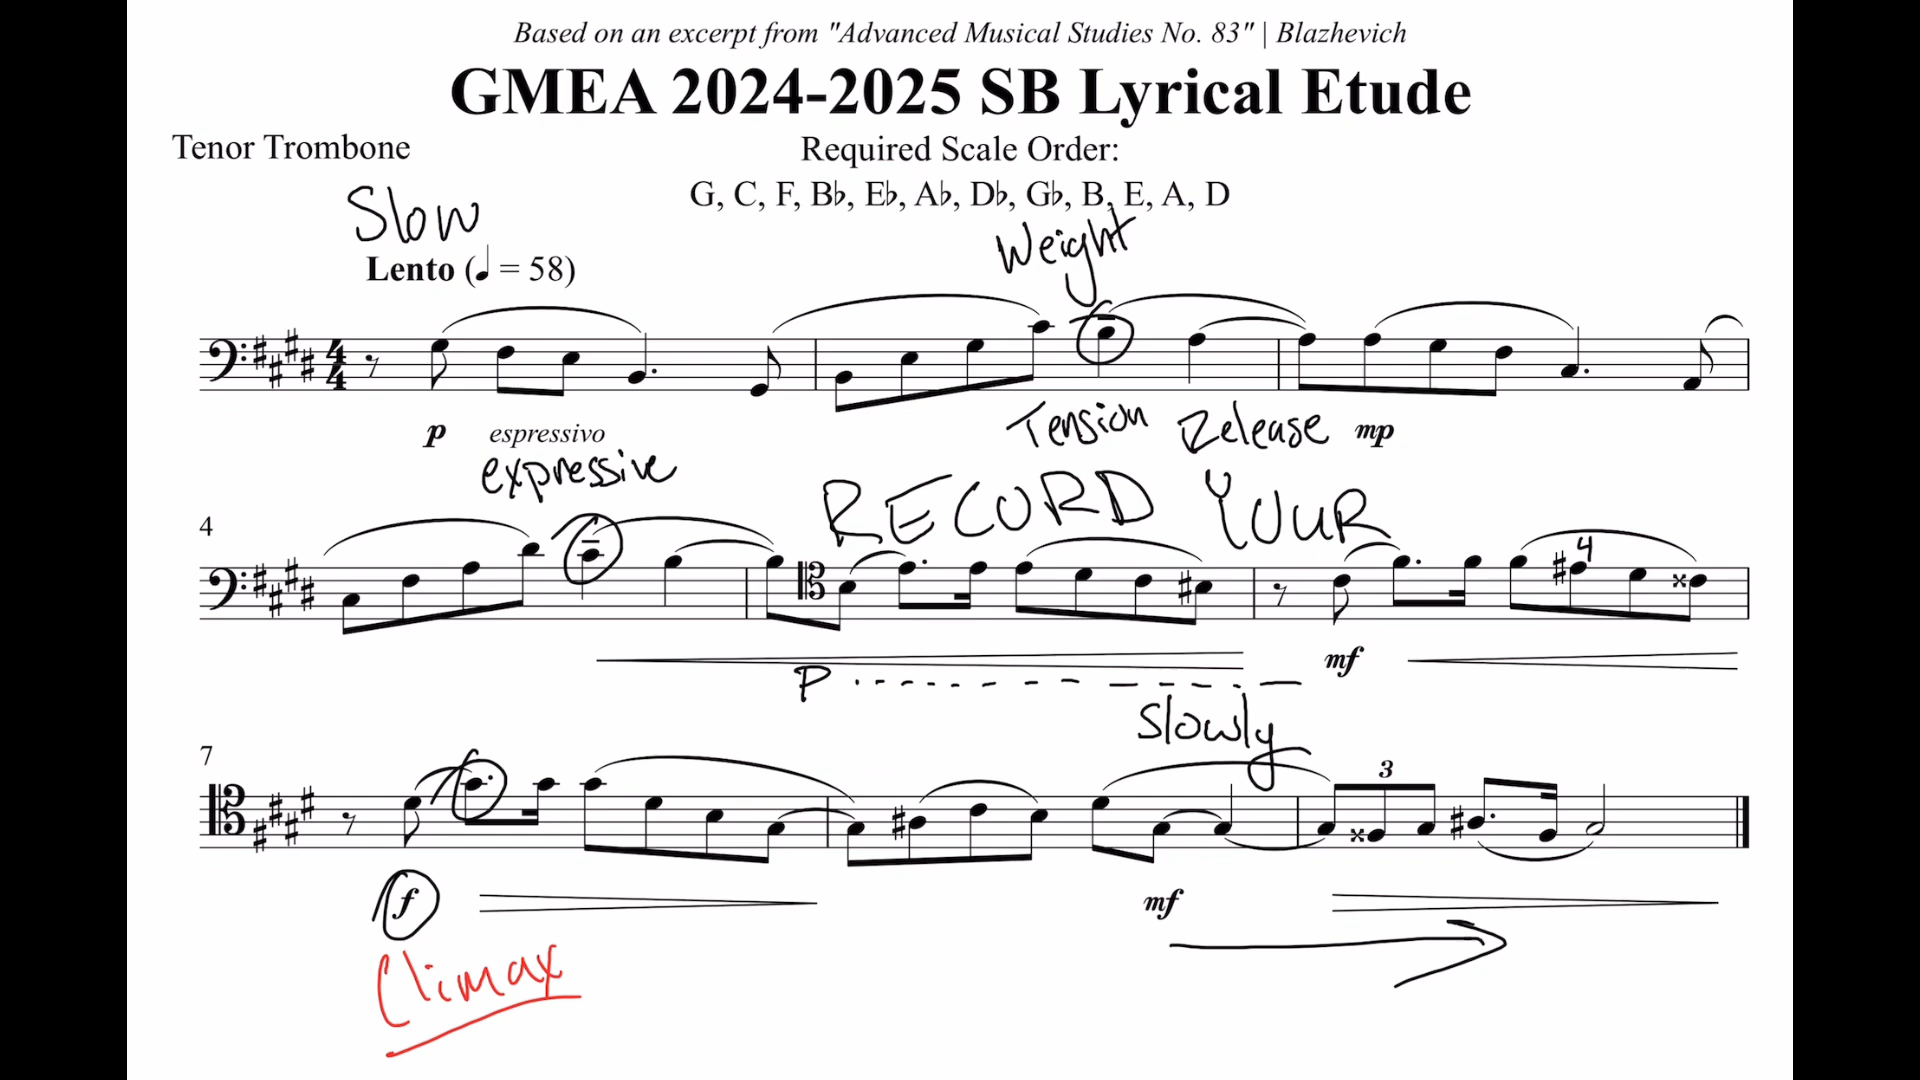 Based on an excerpt from "Advanced Musical Studies No. 83" | Blazhevich
GMEA 2024-2025 SB Lyrical Etude
Tenor Trombone
Required Scale Order:
G, C, F, B♭, E♭, A♭, D♭, G♭, B, E, A, D
Slow
Weight
Lento (♩ = 58)
p espressivo
Tension Release mp
expressive
RECORD YOUR
4
4
mf
P
Slowly
7
3
f
mf
Climax